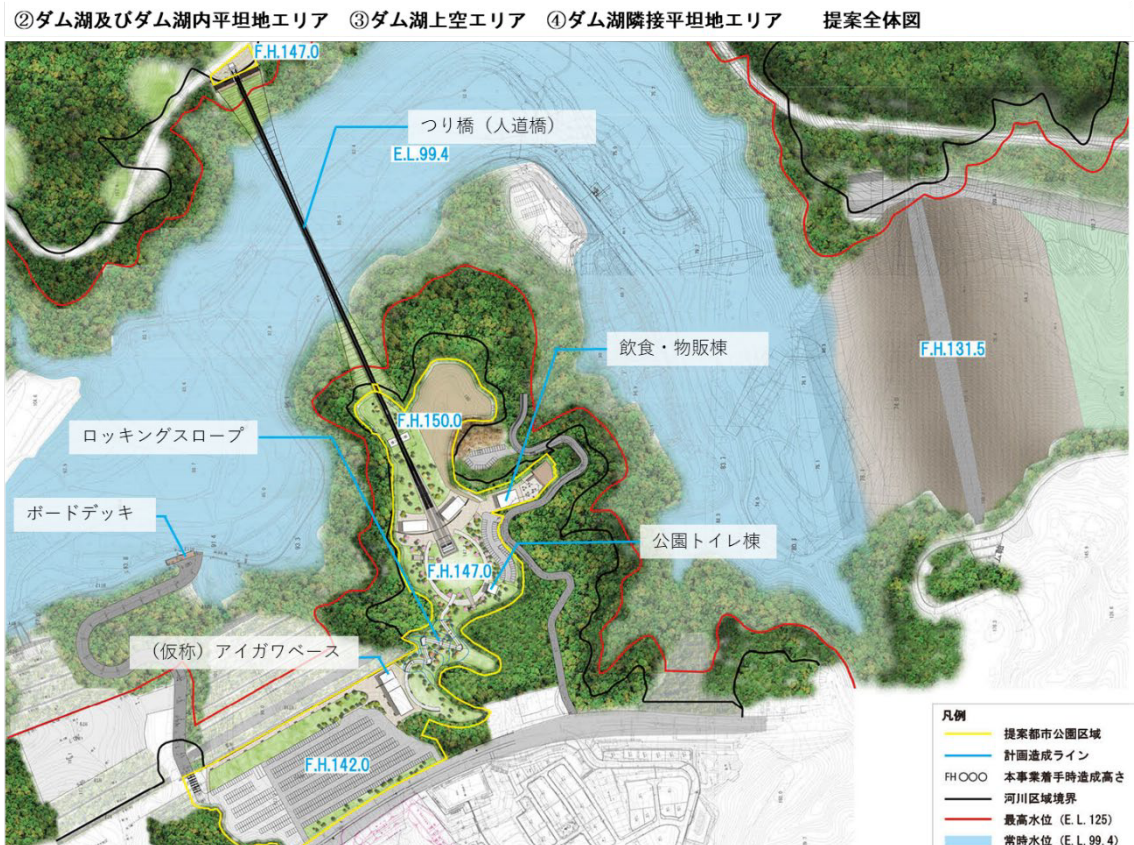 ②ダム湖及びダム湖内平坦地エリア ③ダム湖上空エリア ④ダム湖隣接平坦地エリア 提案全体図
F.H.147.0
つり橋（人道橋）
E.L.99.4
飲食・物販棟
F.H.131.5
F.H.150.0
ロッキングスロープ
ボードデッキ
公園トイレ棟
F.H.147.0
（仮称）アイガワベース
F.H.142.0
凡例
提案都市公園区域
計画造成ライン
FH○○○ 本事業着手時造成高さ
河川区域境界
最高水位（E.L.125）
常時水位（E.L.99.4）